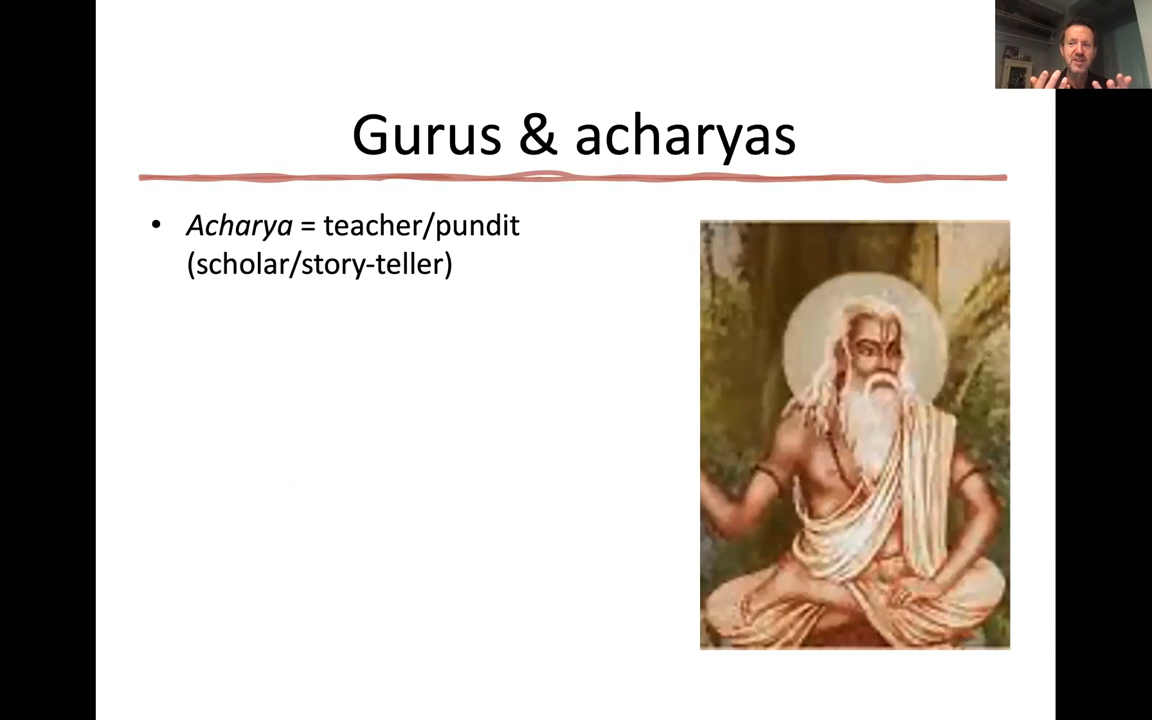 Gurus & acharyas
• Acharya = teacher/pundit
(scholar/story-teller)